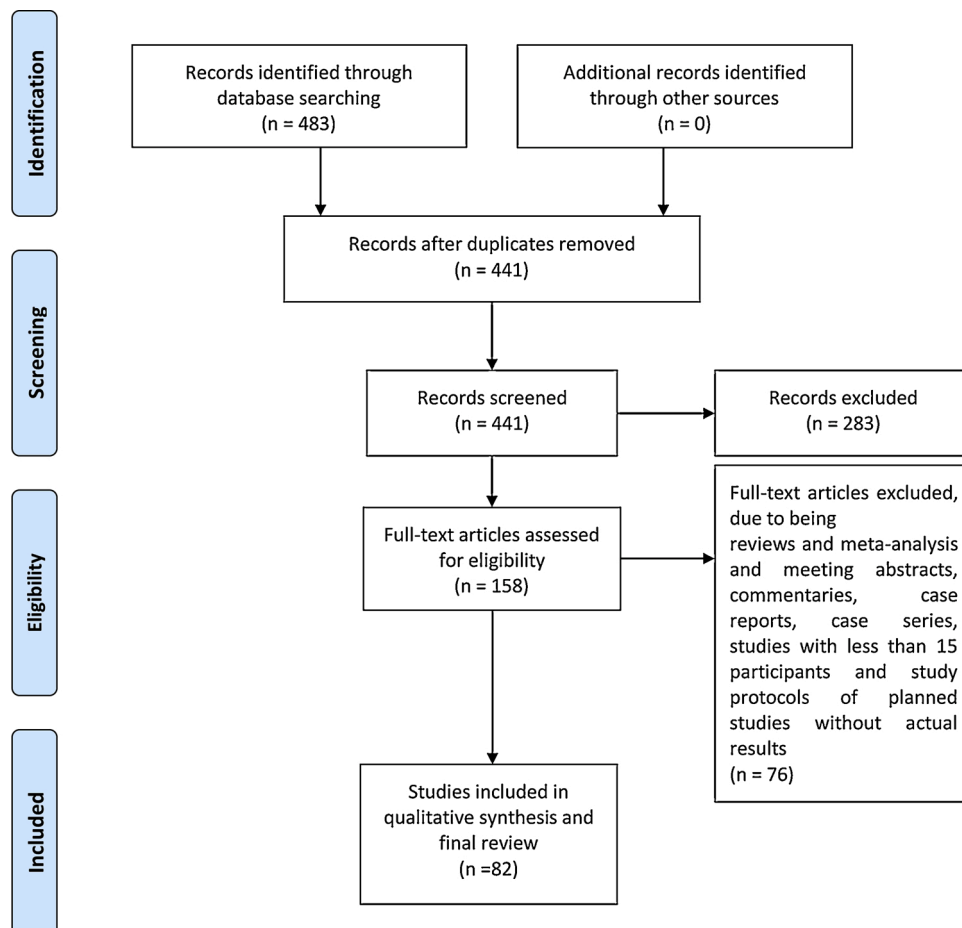 Identification
Records identified through
database searching
(n = 483)
Additional records identified
through other sources
(n = 0)
Records after duplicates removed
(n = 441)
Screening
Records screened
(n = 441)
Records excluded
(n = 283)
Eligibility
Full-text articles assessed
for eligibility
(n = 158)
Full-text articles excluded,
due to being
reviews and meta-analysis
and meeting abstracts,
commentaries, case
reports, case series,
studies with less than 15
participants and study
protocols of planned
studies without actual
results
(n = 76)
Included
Studies included in
qualitative synthesis and
final review
(n =82)